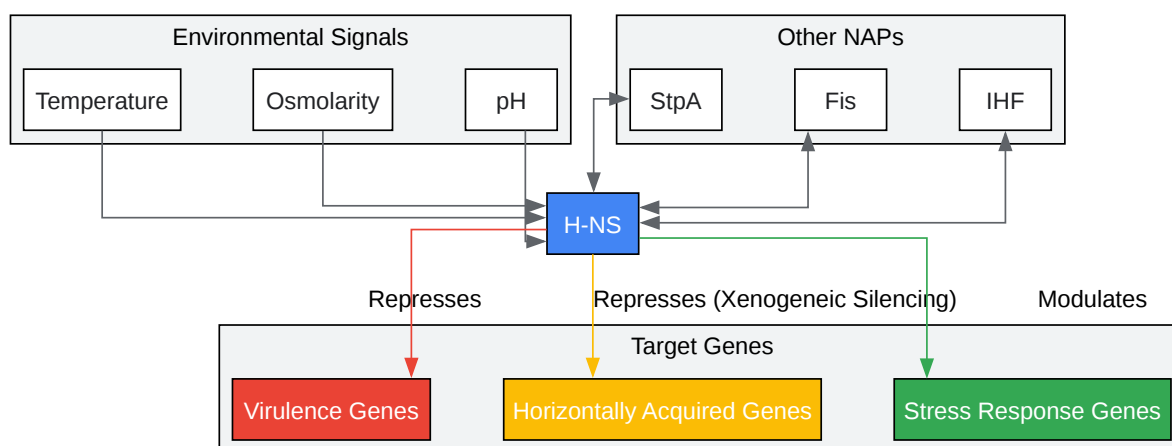 Environmental Signals
Other NAPs
Temperature
Osmolarity
pH
StpA
Fis
IHF
H-NS
Represses
Represses (Xenogeneic Silencing)
Modulates
Target Genes
Virulence Genes
Horizontally Acquired Genes
Stress Response Genes